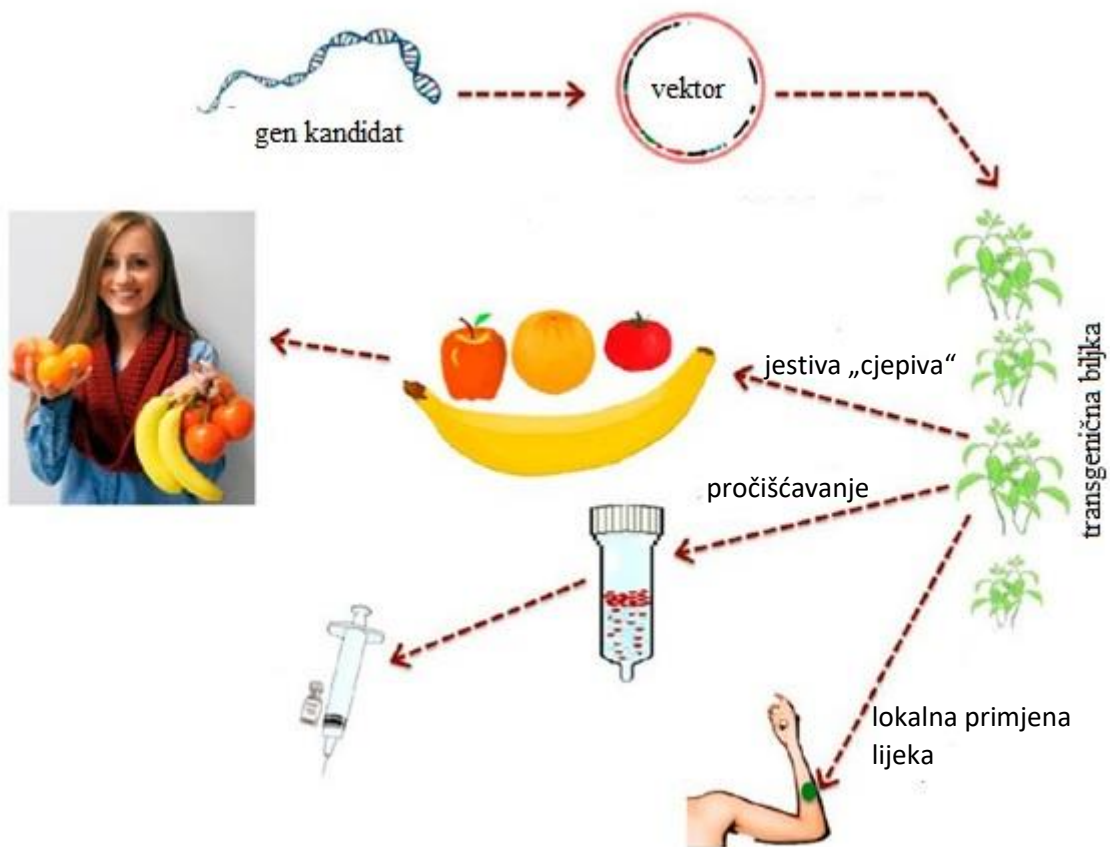 gen kandidat
vektor
transgenična biljka
jestiva „cjepiva“
pročišćavanje
lokalna primjena
lijeka